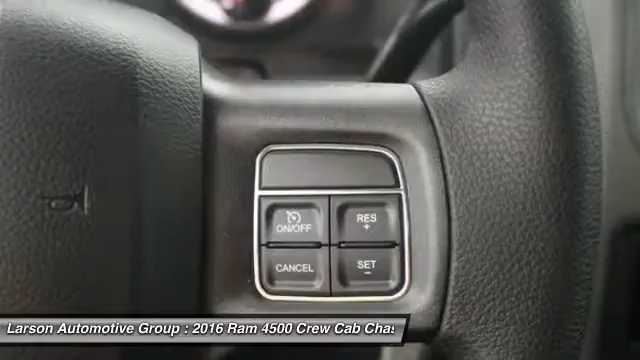 ON/OFF
RES
+
CANCEL
SET
-
Larson Automotive Group : 2016 Ram 4500 Crew Cab Chas